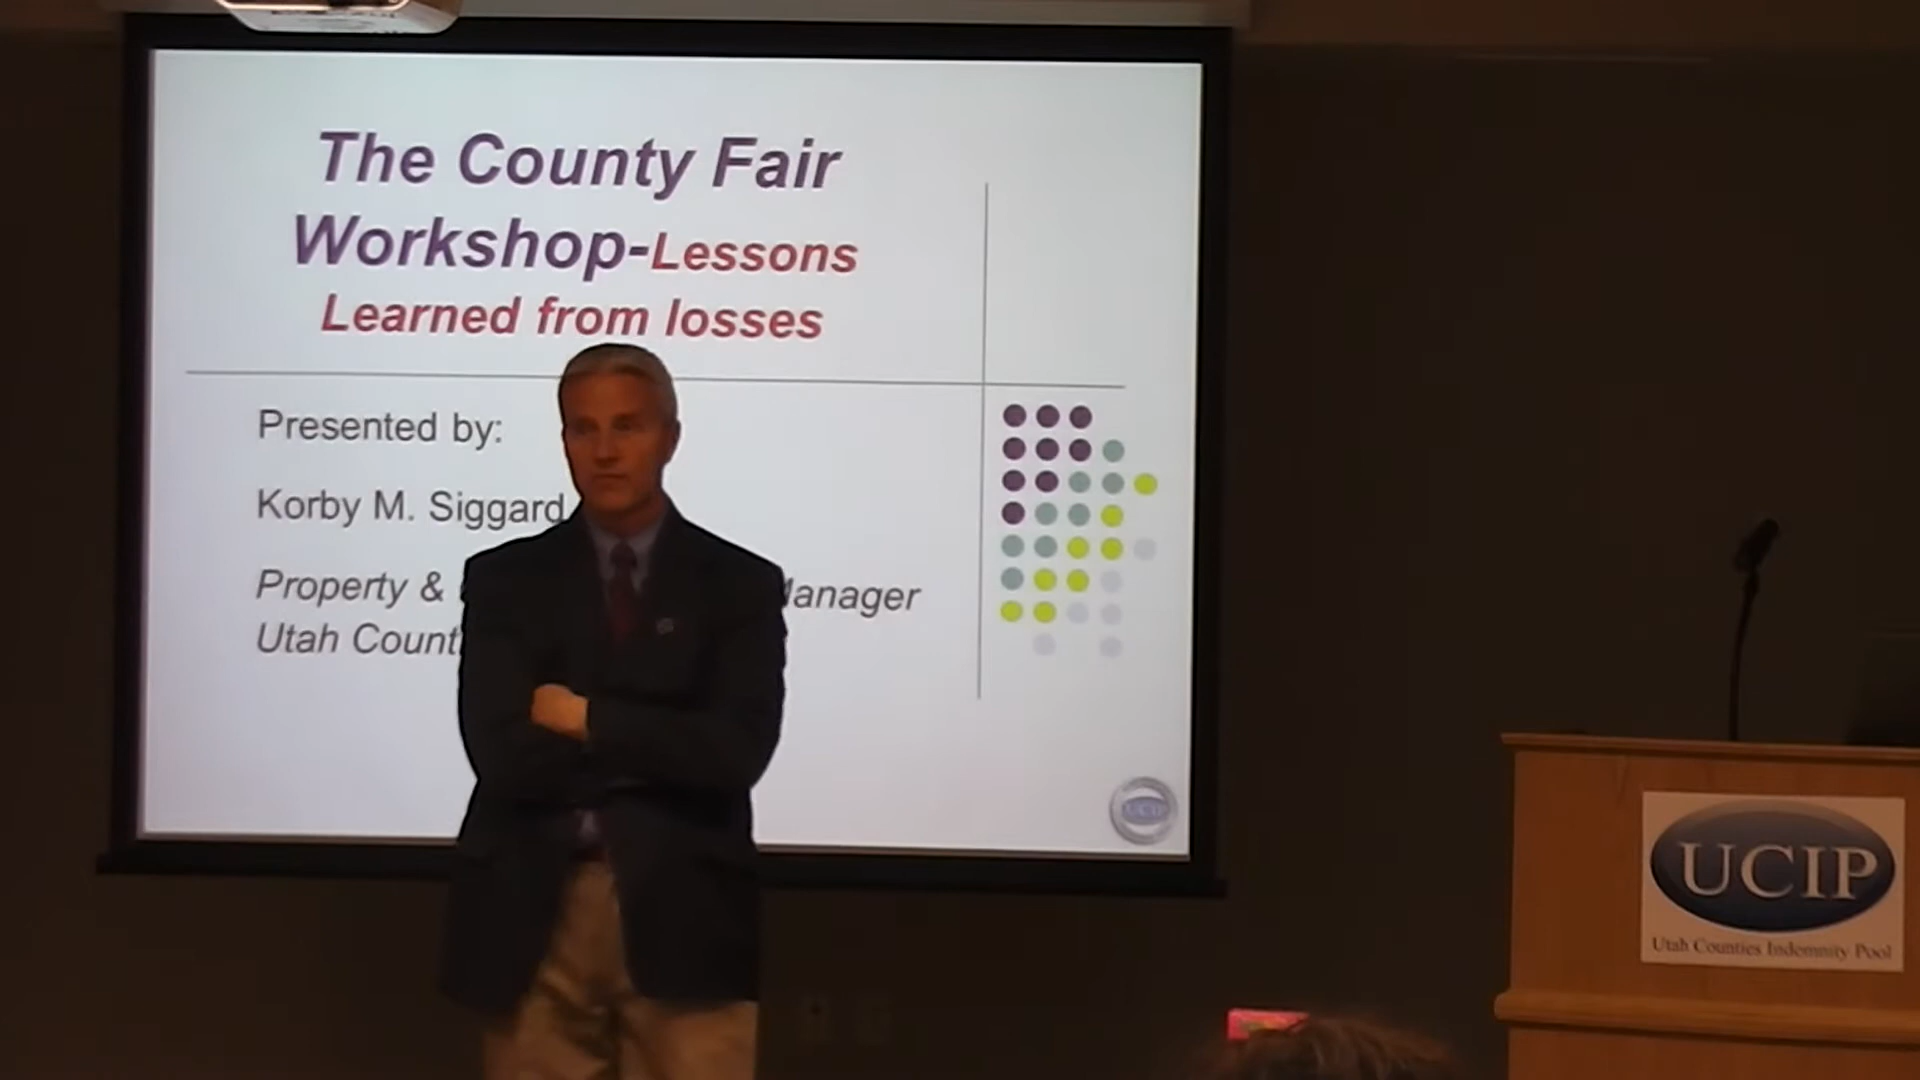 The County Fair
Workshop-Lessons
Learned from losses
Presented by:
Korby M. Siggard
Property &
Utah Count
UCIP
UCIP
Utah Counties Indemnity Pool